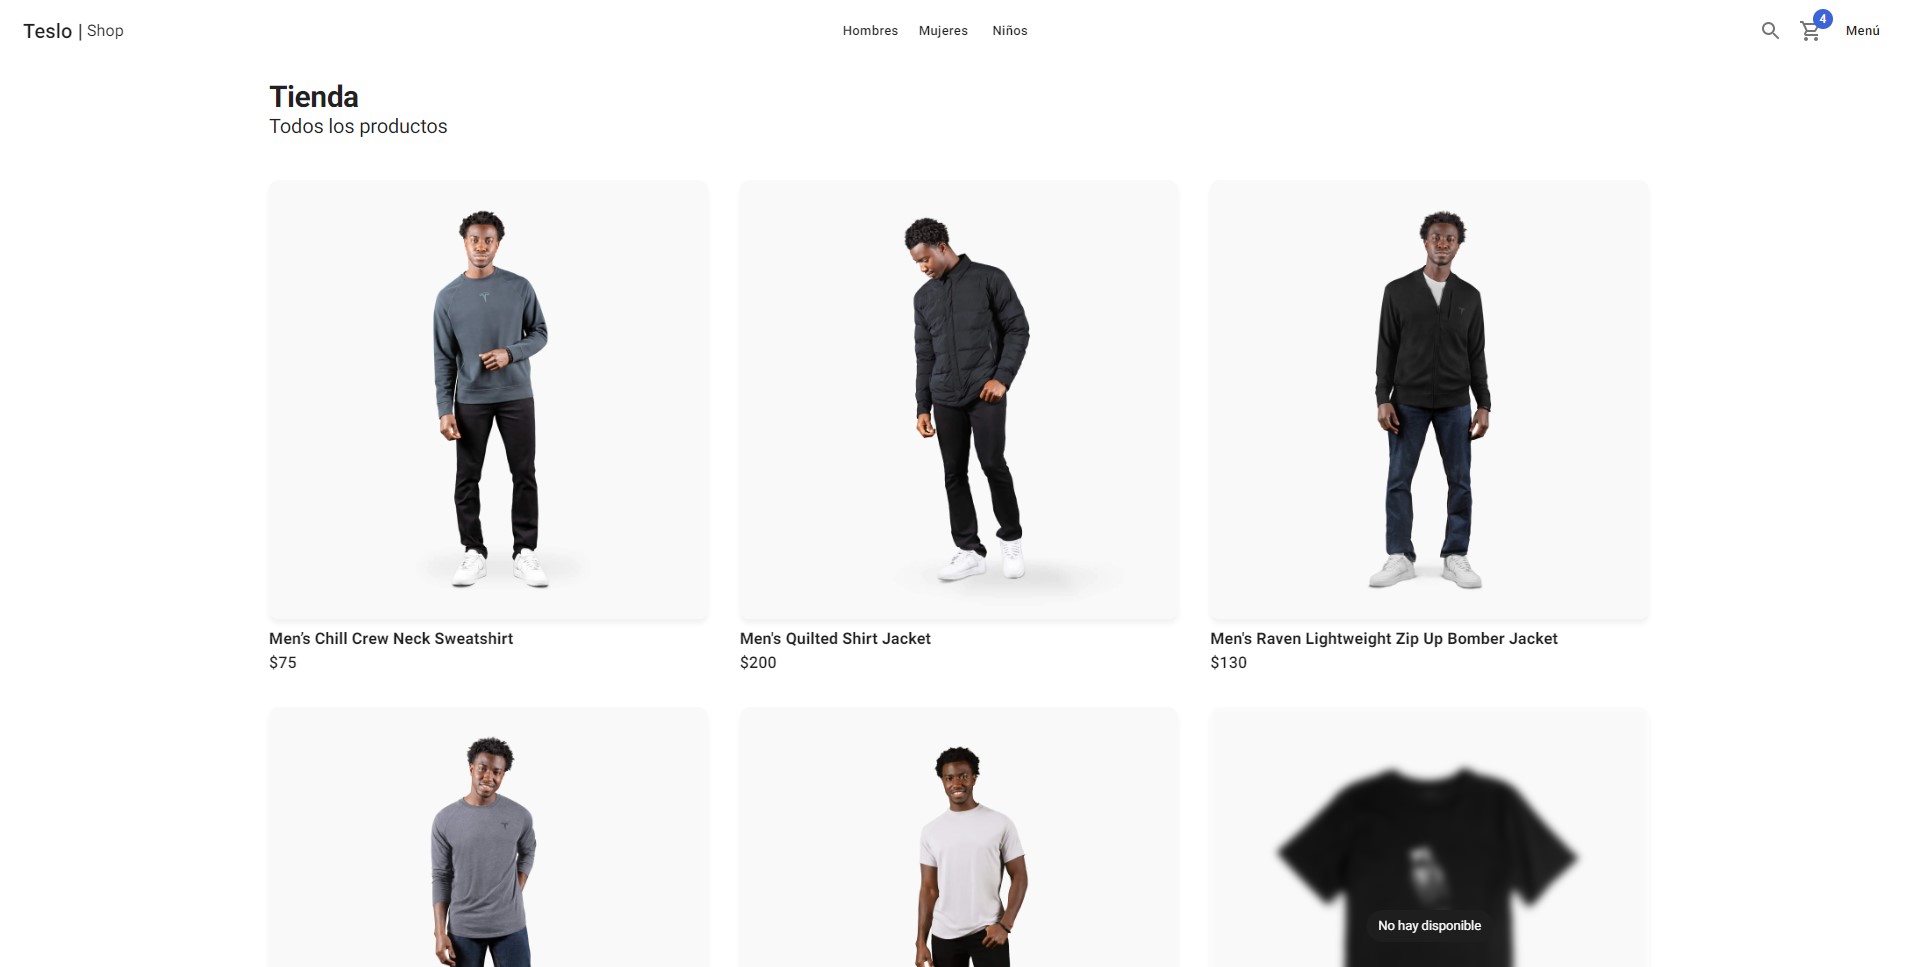 Teslo | Shop
Hombres Mujeres Niños
4
Menú
Tienda
Todos los productos
Men's Chill Crew Neck Sweatshirt
$75
Men's Quilted Shirt Jacket
$200
Men's Raven Lightweight Zip Up Bomber Jacket
$130
No hay disponible